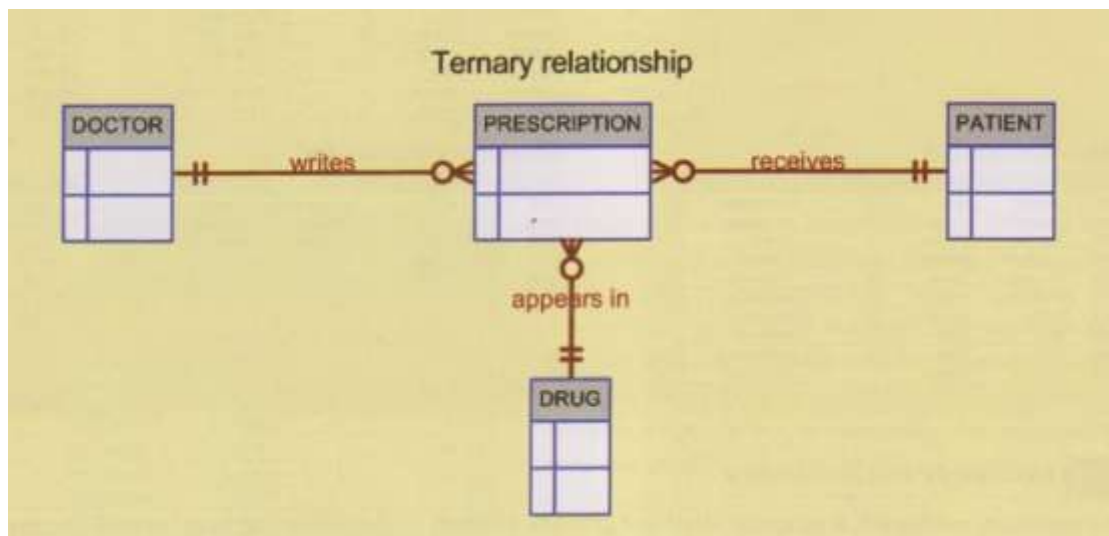 Ternary relationship
DOCTOR
PRESCRIPTION
PATIENT
writes
receives
appears in
DRUG